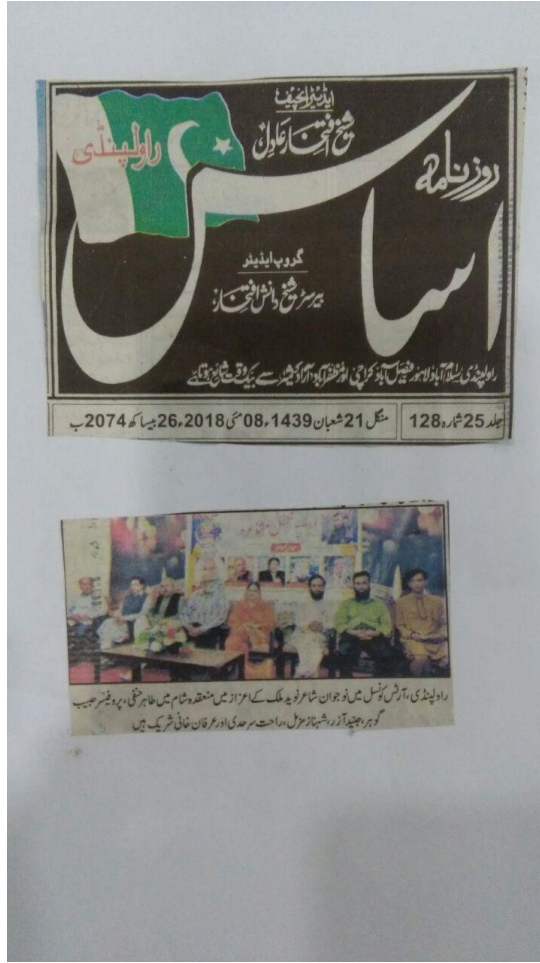 ایڈیٹر انچیف
شیخ افتخار عادل
راولپنڈی
روزنامہ
اساس
گروپ ایڈیٹر
بیرسٹر شیخ دانش افتخار
راولپنڈی اسلام آباد لاہور فیصل آباد کراچی اور مظفرآباد آزاد کشمیر سے بیک وقت شائع ہوتا ہے
جلد 25 شمارہ 128
منگل 21 شعبان 1439ء 08 مئی 2018ء 26 بیساکھ 2074 ب
راولپنڈی، آرٹس کونسل میں نوجوان شاعر نوید ملک کے اعزاز میں منعقدہ شام میں طاہر حنفی، پروفیسر حبیب
گوہر، جنید آزر، شہناز مزمل، راحت سرحدی اور عرفان خانی شریک ہیں